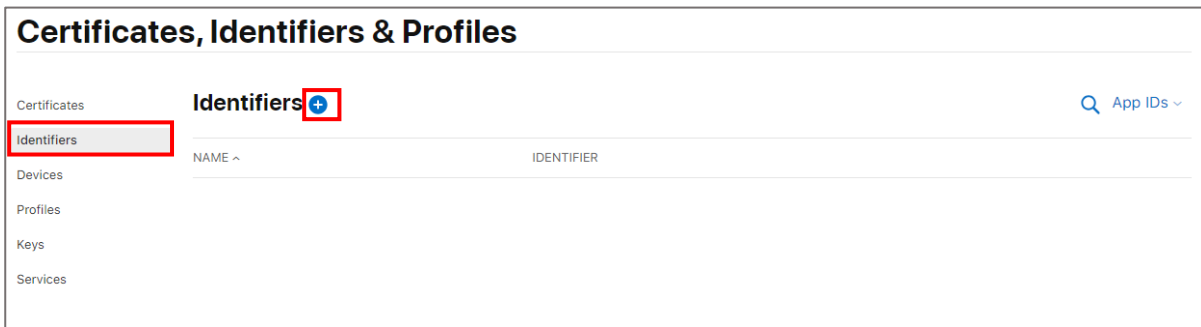 Certificates, Identifiers & Profiles
Certificates
Identifiers
Devices
Profiles
Keys
Services
Identifiers
App IDs
NAME
IDENTIFIER